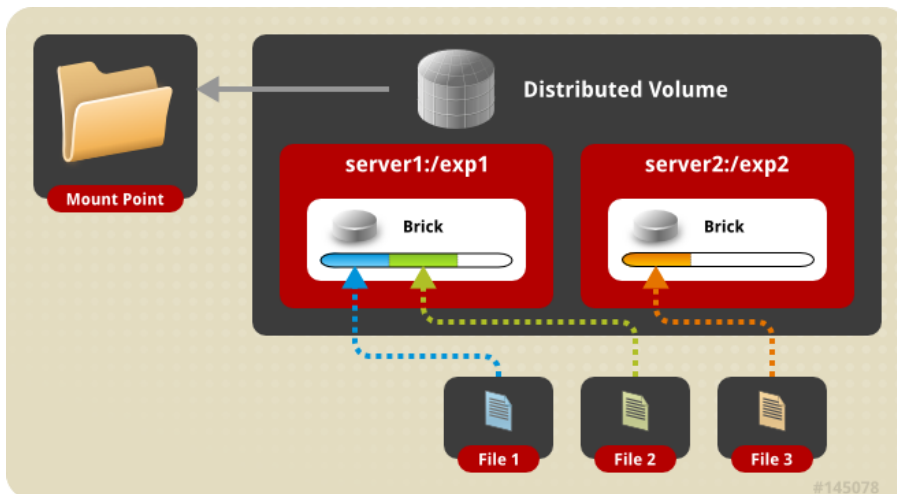 Distributed Volume
Mount Point
server1:/exp1
server2:/exp2
Brick
Brick
File 1
File 2
File 3
#145078